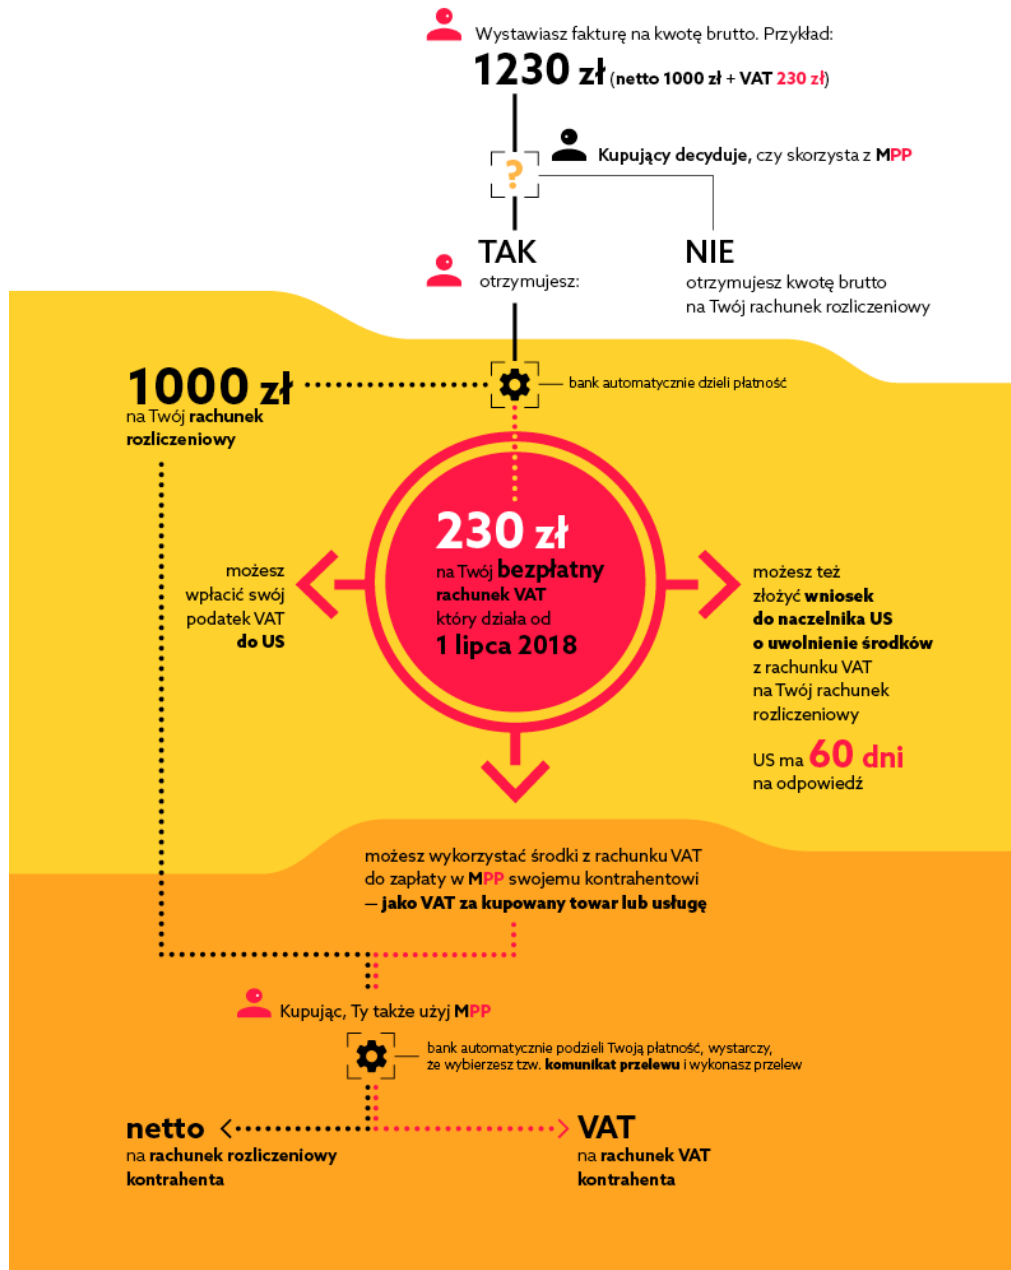 Wystawiasz fakturę na kwotę brutto. Przykład:
1230 zł (netto 1000 zł + VAT 230 zł)
Kupujący decyduje, czy skorzysta z MPP
?
TAK
otrzymujesz:
NIE
otrzymujesz kwotę brutto
na Twój rachunek rozliczeniowy
1000 zł
na Twój rachunek
rozliczeniowy
bank automatycznie dzieli płatność
230 zł
na Twój bezpłatny
rachunek VAT
który działa od
1 lipca 2018
możesz
wpłacić swój
podatek VAT
do US
możesz też
złożyć wniosek
do naczelnika US
o uwolnienie środków
z rachunku VAT
na Twój rachunek
rozliczeniowy
US ma 60 dni
na odpowiedź
możesz wykorzystać środki z rachunku VAT
do zapłaty w MPP swojemu kontrahentowi
— jako VAT za kupowany towar lub usługę
Kupując, Ty także użyj MPP
bank automatycznie podzieli Twoją płatność, wystarczy,
że wybierzesz tzw. komunikat przelewu i wykonasz przelew
netto
na rachunek rozliczeniowy
kontrahenta
VAT
na rachunek VAT
kontrahenta